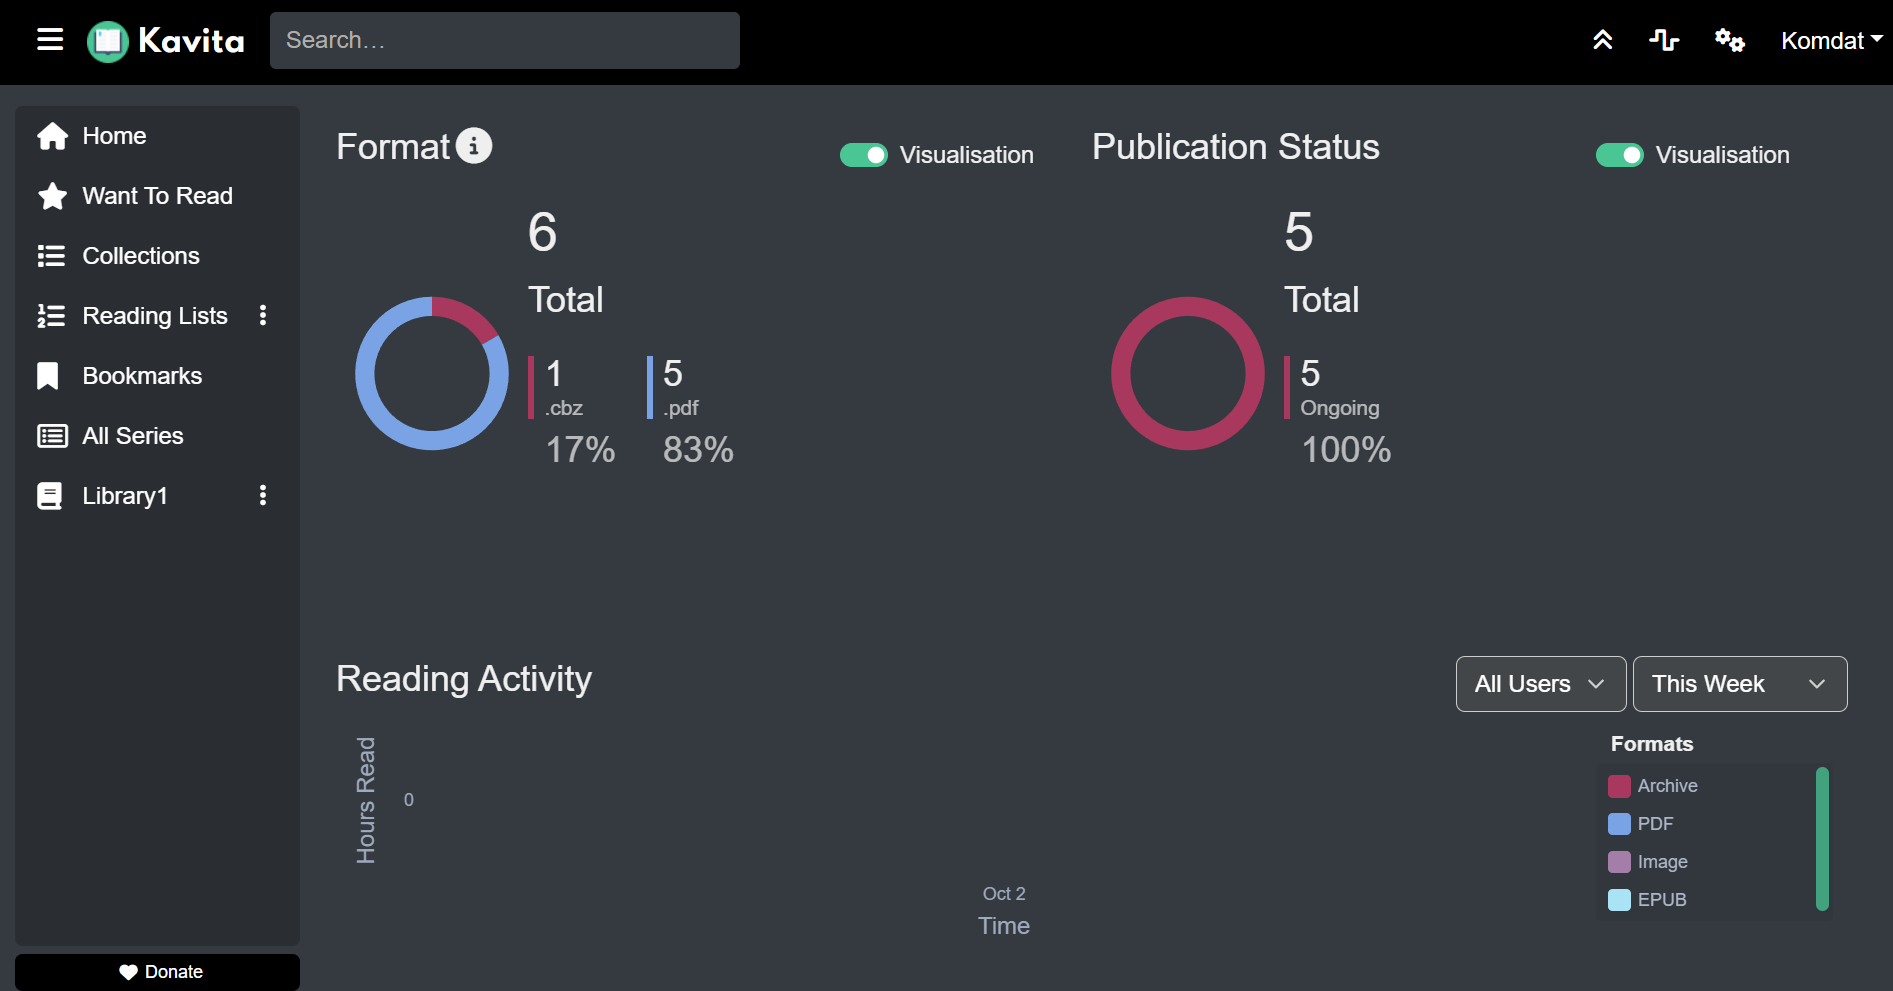 Kavita
Search…
Komdat
Home
Want To Read
Collections
Reading Lists
Bookmarks
All Series
Library1
Donate
Format
Visualisation
6
Total
1
.cbz
17%
5
.pdf
83%
Publication Status
Visualisation
5
Total
5
Ongoing
100%
Reading Activity
All Users
This Week
Hours Read
0
Oct 2
Time
Formats
Archive
PDF
Image
EPUB